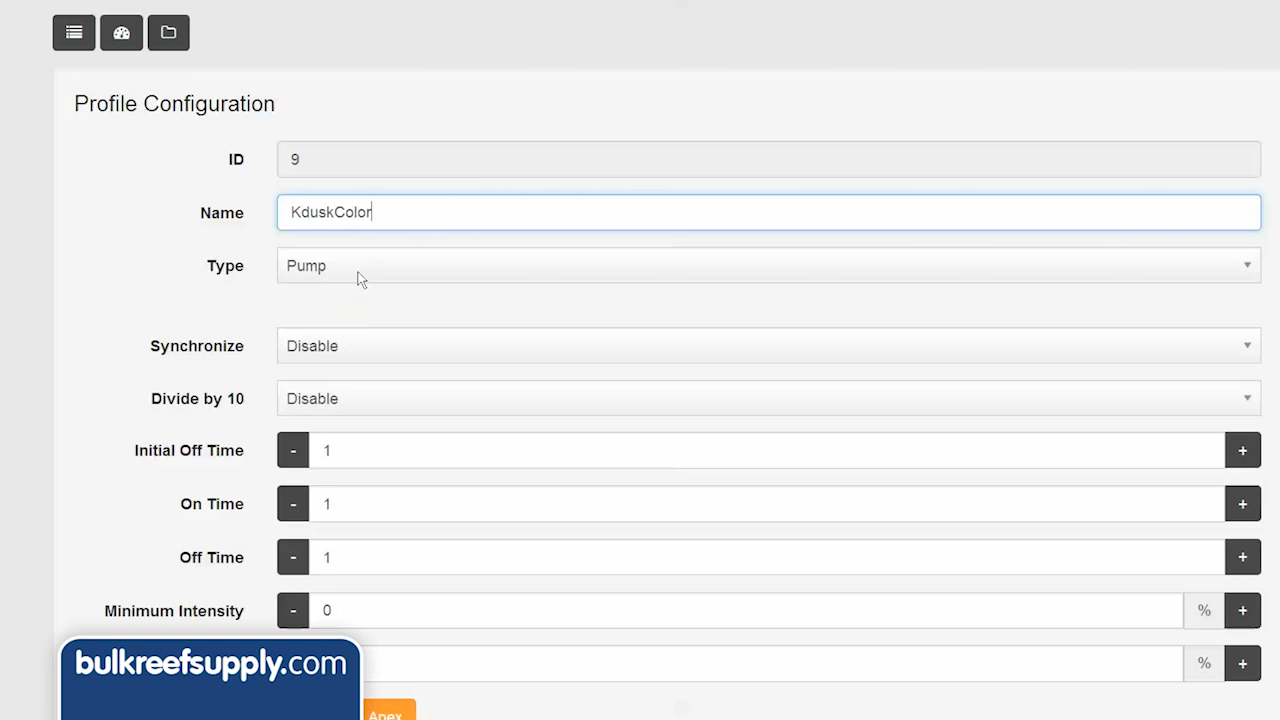 Profile Configuration
ID 9
Name KduskColor
Type Pump
Synchronize Disable
Divide by 10 Disable
Initial Off Time - 1 +
On Time - 1 +
Off Time - 1 +
Minimum Intensity - 0 % +
% +
bulkreefsupply.com
Apex